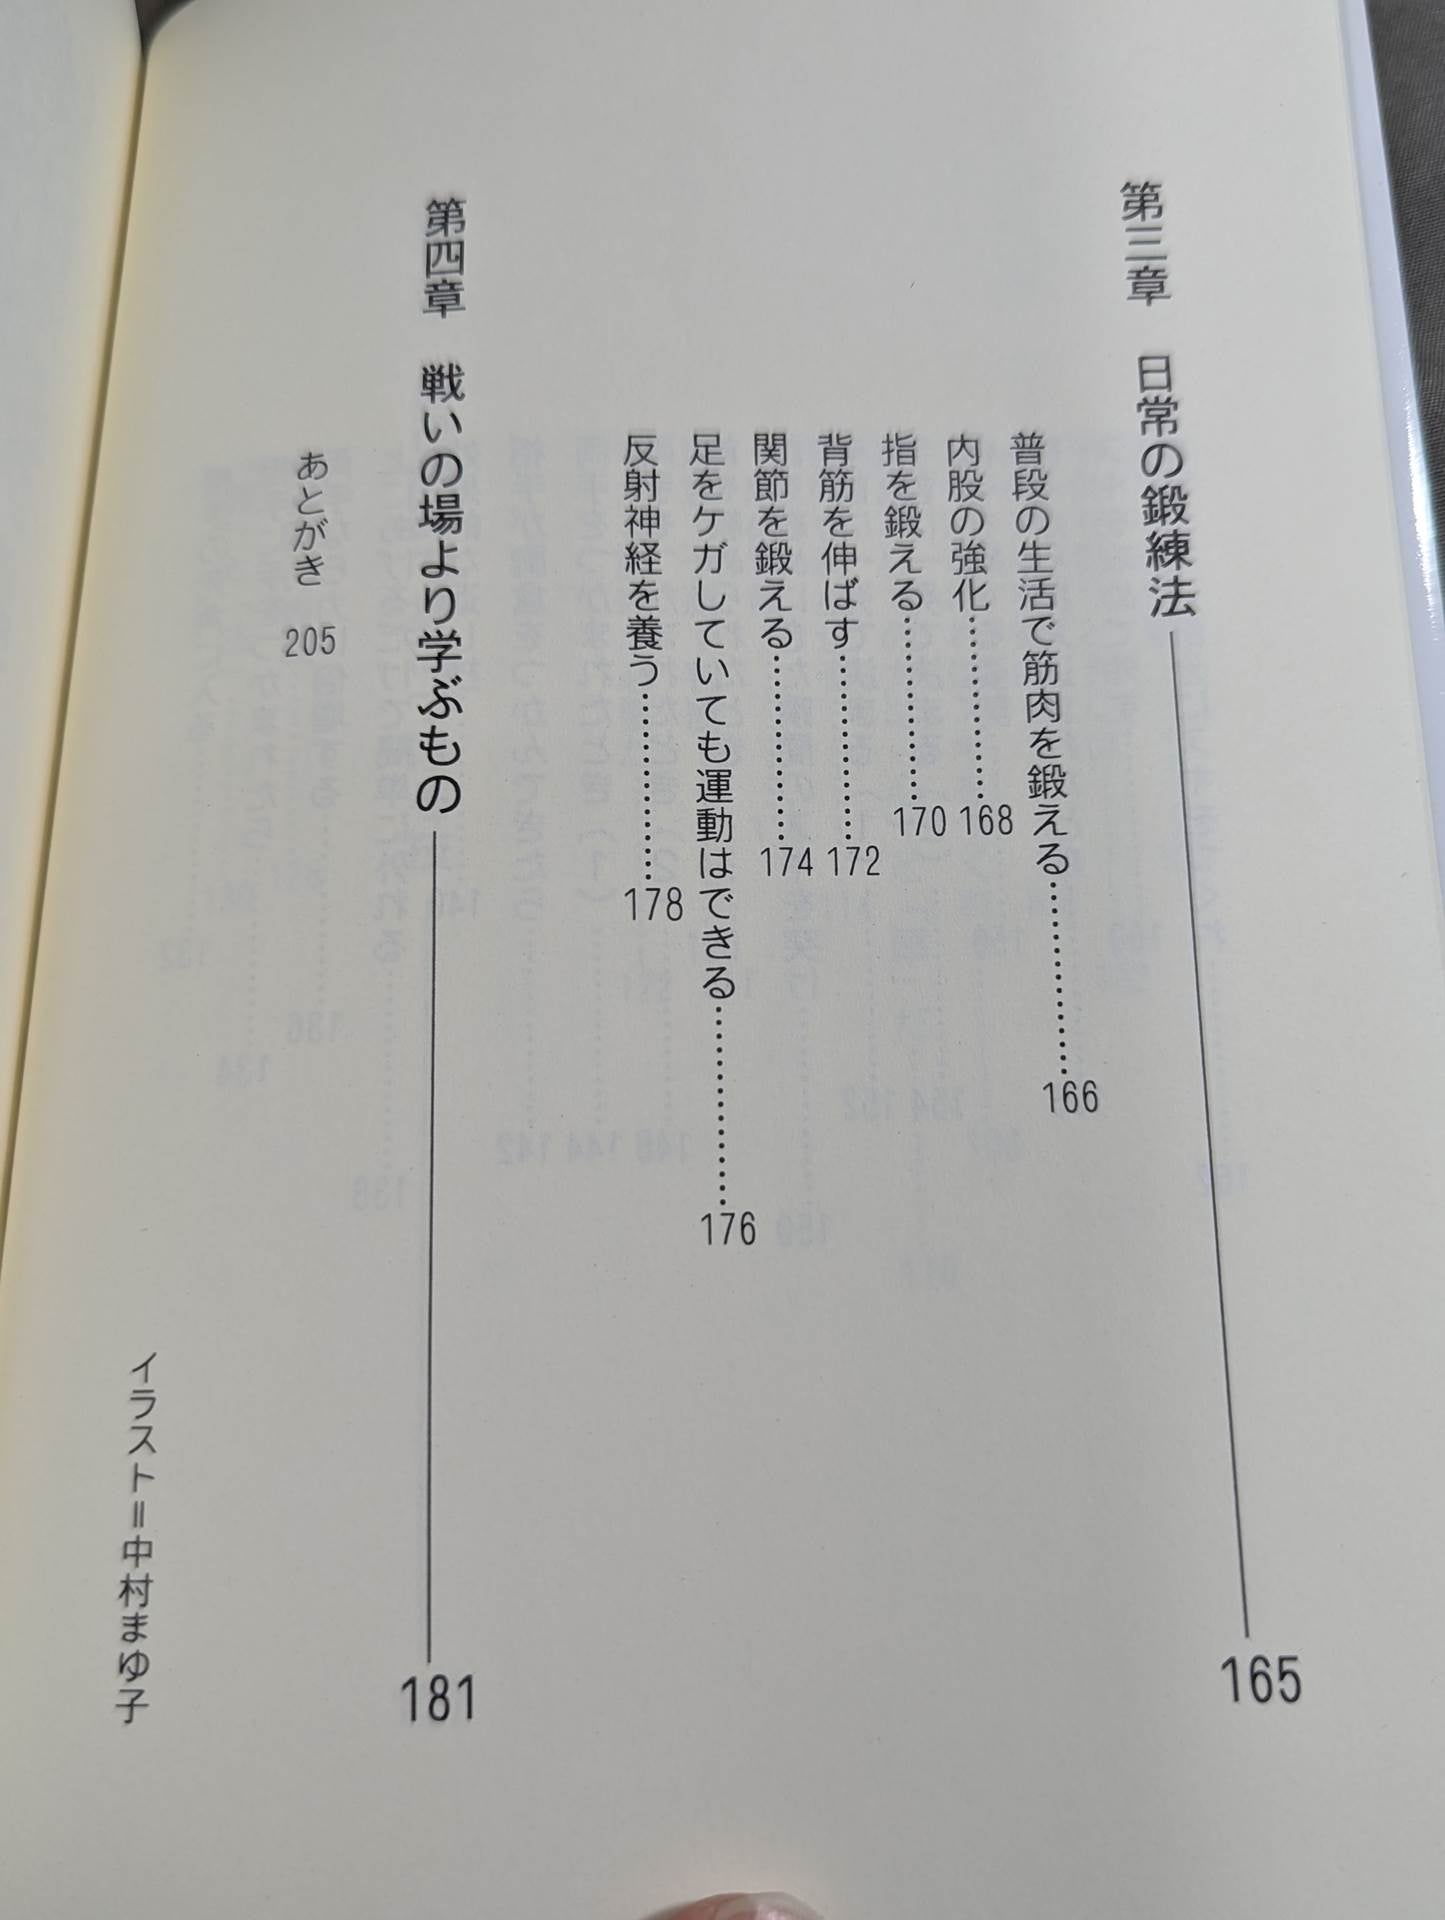 第三章 日常の鍛練法 165
普段の生活で筋肉を鍛える…………166
内股の強化…………168
指を鍛える…………170
背筋を伸ばす…………172
関節を鍛える…………174
足をケガしていても運動はできる…………176
反射神経を養う…………178
第四章 戦いの場より学ぶもの 181
あとがき 205
イラスト=中村まゆ子